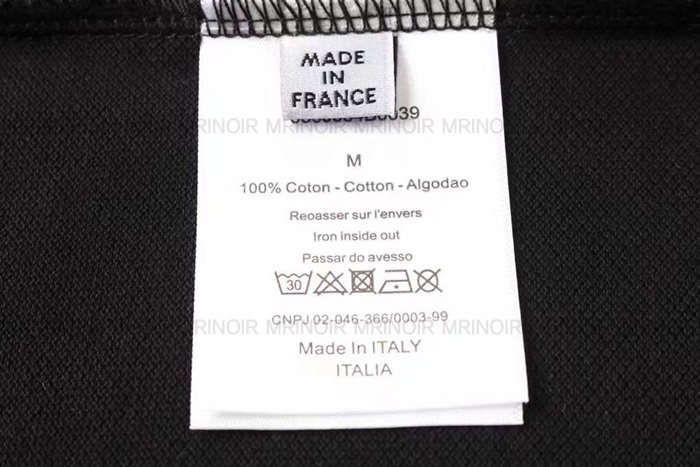 MADE
IN
FRANCE
39
MRINOIR MRINOIR MRINOIR
M
100% Coton - Cotton - Algodao
Reoasser sur l'envers
Iron inside out
Passar do avesso
30
CNPJ 02-046-366/0003-99
MRINOIR MRINOIR MRINOIR
Made In ITALY
ITALIA